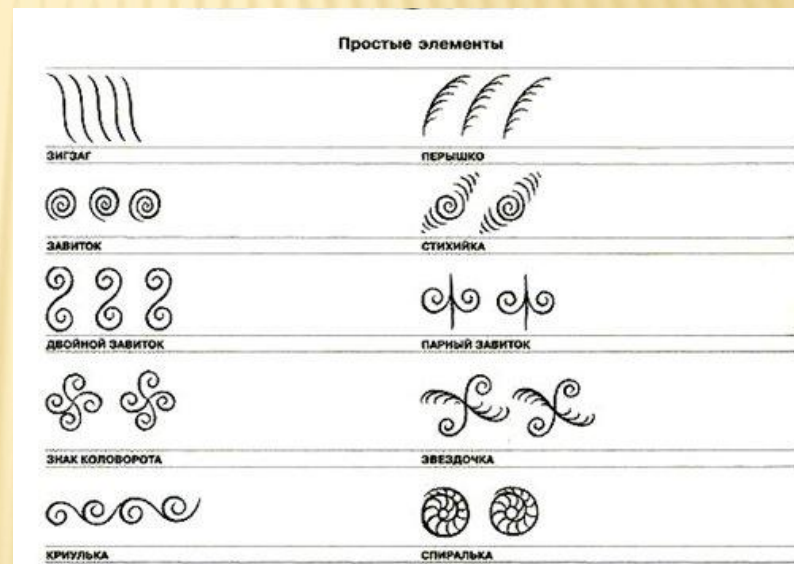 Простые элементы
ЗИГЗАГ
ПЕРЫШКО
ЗАВИТОК
СТИХИЙКА
ДВОЙНОЙ ЗАВИТОК
ПАРНЫЙ ЗАВИТОК
ЗНАК КОЛОВОРОТА
ЗВЕЗДОЧКА
КРИУЛЬКА
СПИРАЛЬКА